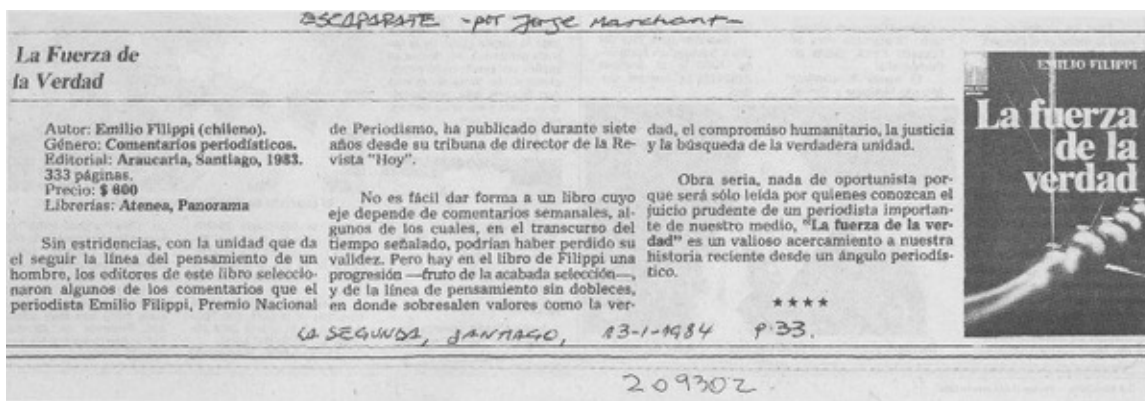 ESCAPARATE - por Jorge Marchant -
La Fuerza de
la Verdad
Autor: Emilio Filippi (chileno).
Género: Comentarios periodísticos.
Editorial: Araucaria, Santiago, 1983.
333 páginas.
Precio: $ 600
Librerías: Atenea, Panorama
Sin estridencias, con la unidad que da
el seguir la línea del pensamiento de un
hombre, los editores de este libro seleccio-
naron algunos de los comentarios que el
periodista Emilio Filippi, Premio Nacional
de Periodismo, ha publicado durante siete
años desde su tribuna de director de la Re-
vista "Hoy".
No es fácil dar forma a un libro cuyo
eje depende de comentarios semanales, al-
gunos de los cuales, en el transcurso del
tiempo señalado, podrían haber perdido su
validez. Pero hay en el libro de Filippi una
progresión —fruto de la acabada selección—,
y de la línea de pensamiento sin dobleces,
en donde sobresalen valores como la ver-
dad, el compromiso humanitario, la justicia
y la búsqueda de la verdadera unidad.
Obra seria, nada de oportunista por-
que será sólo leída por quienes conozcan el
juicio prudente de un periodista importan-
te de nuestro medio, "La fuerza de la ver-
dad" es un valioso acercamiento a nuestra
historia reciente desde un ángulo periodís-
tico.
★★★★
EMILIO FILIPPI
La fuerza
de la
verdad
LA SEGUNDA, SANTIAGO, 13-1-1984 p.33.
209302